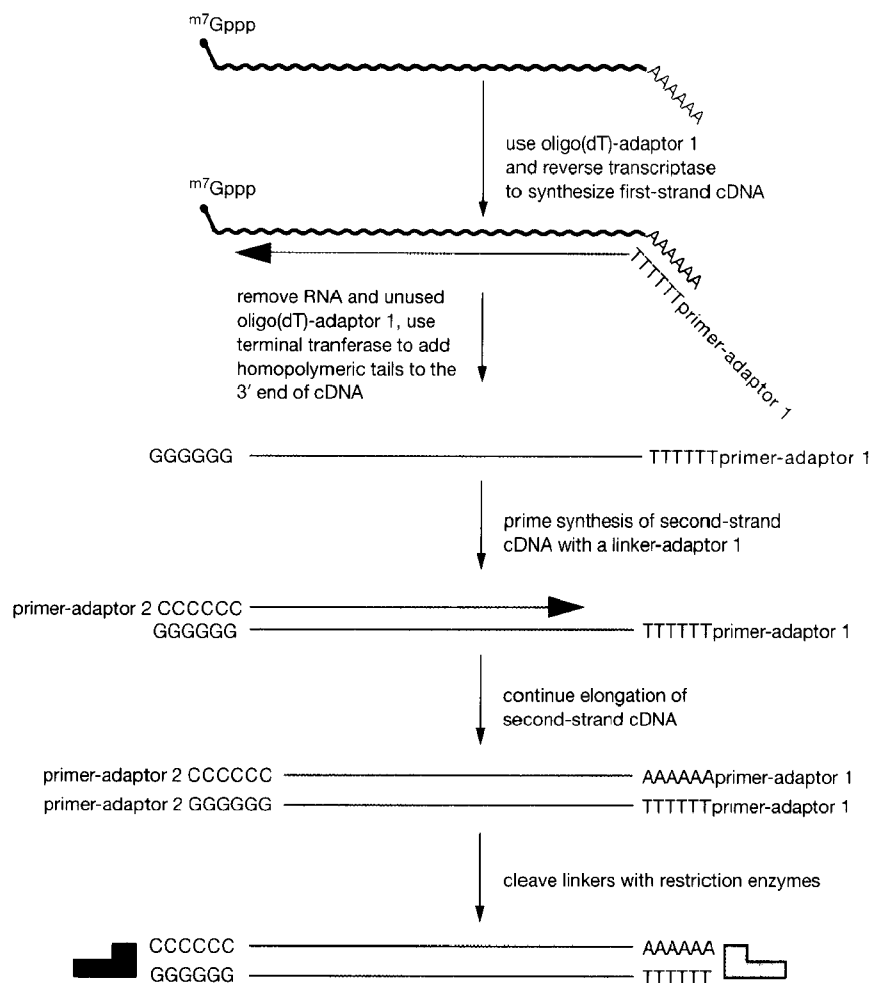 m7Gppp
AAAAAA
use oligo(dT)-adaptor 1
and reverse transcriptase
to synthesize first-strand cDNA
m7Gppp
AAAAAA
TTTTTTprimer-adaptor 1
remove RNA and unused
oligo(dT)-adaptor 1, use
terminal tranferase to add
homopolymeric tails to the
3′ end of cDNA
GGGGGG TTTTTTprimer-adaptor 1
prime synthesis of second-strand
cDNA with a linker-adaptor 1
primer-adaptor 2 CCCCCC
GGGGGG TTTTTTprimer-adaptor 1
continue elongation of
second-strand cDNA
primer-adaptor 2 CCCCCC AAAAAAprimer-adaptor 1
primer-adaptor 2 GGGGGG TTTTTTprimer-adaptor 1
cleave linkers with restriction enzymes
CCCCCC AAAAAA
GGGGGG TTTTTT